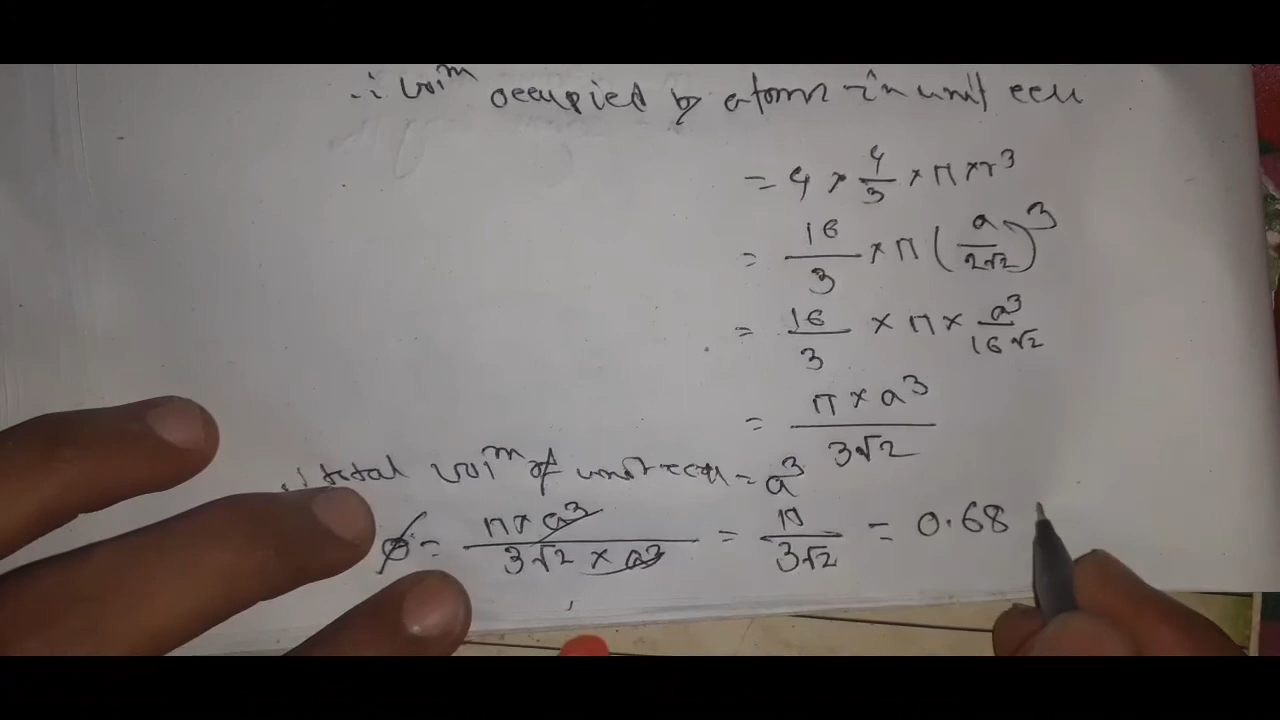 ∴ volᵐ occupied by atoms in unit cell
= 4 × 4/3 × π × r³
= 16/3 × π (a/2√2)³
= 16/3 × π × a³/16√2
= π × a³/3√2
∴ total volᵐ of unit cell = a³
= π × a³/3√2 × a³ = π/3√2 = 0.68